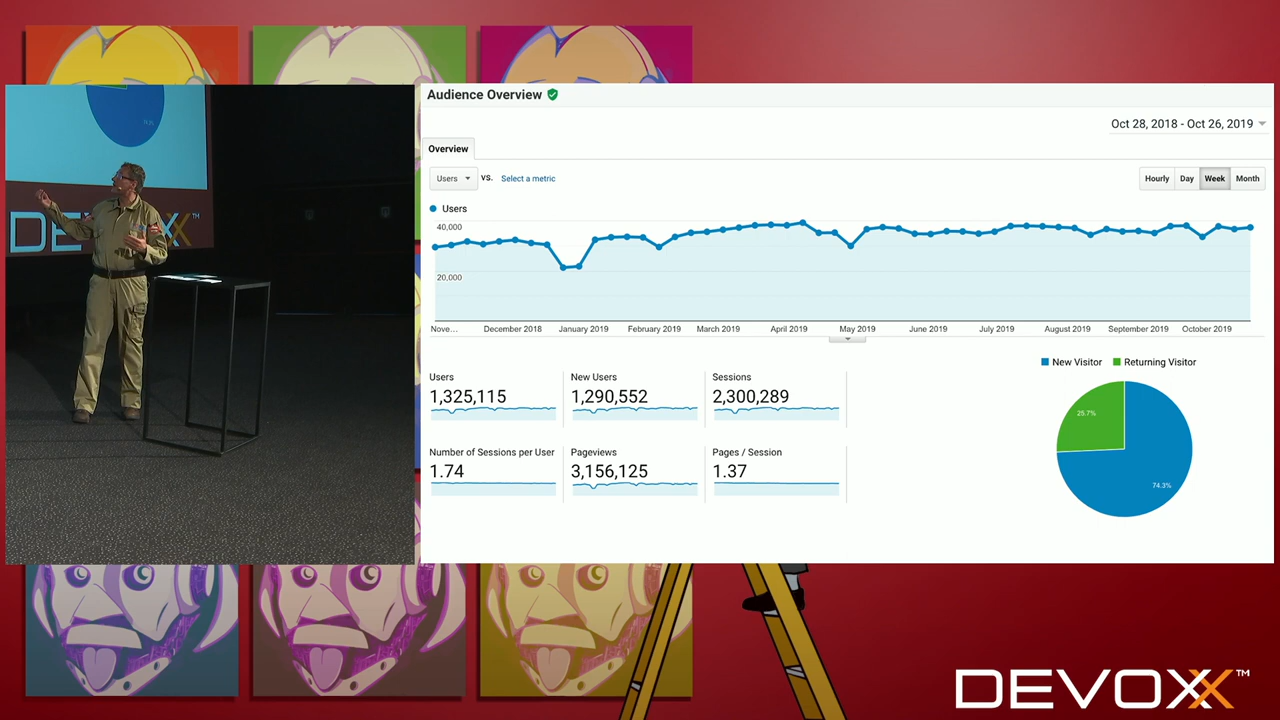 DEVOXX™
Audience Overview
Oct 28, 2018 - Oct 26, 2019
Overview
Users
VS.
Select a metric
Hourly
Day
Week
Month
Users
40,000
20,000
Nove…
December 2018
January 2019
February 2019
March 2019
April 2019
May 2019
June 2019
July 2019
August 2019
September 2019
October 2019
New Visitor
Returning Visitor
Users
1,325,115
New Users
1,290,552
Sessions
2,300,289
Number of Sessions per User
1.74
Pageviews
3,156,125
Pages / Session
1.37
25.7%
74.3%
DEVOXX™